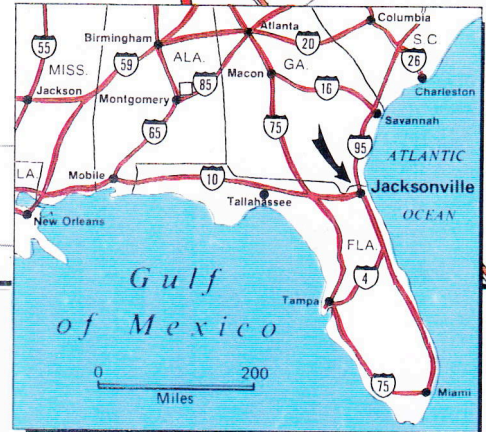 Columbia
Atlanta
Birmingham
20
S C
55
ALA.
GA.
26
MISS.
59
Macon
85
16
Jackson
Montgomery
Charleston
75
Savannah
65
95
ATLANTIC
LA
Mobile
10
Jacksonville
Tallahassee
OCEAN
New Orleans
FLA.
Gulf
4
of Mexico
Tampa
0 200
Miles
75
Miami